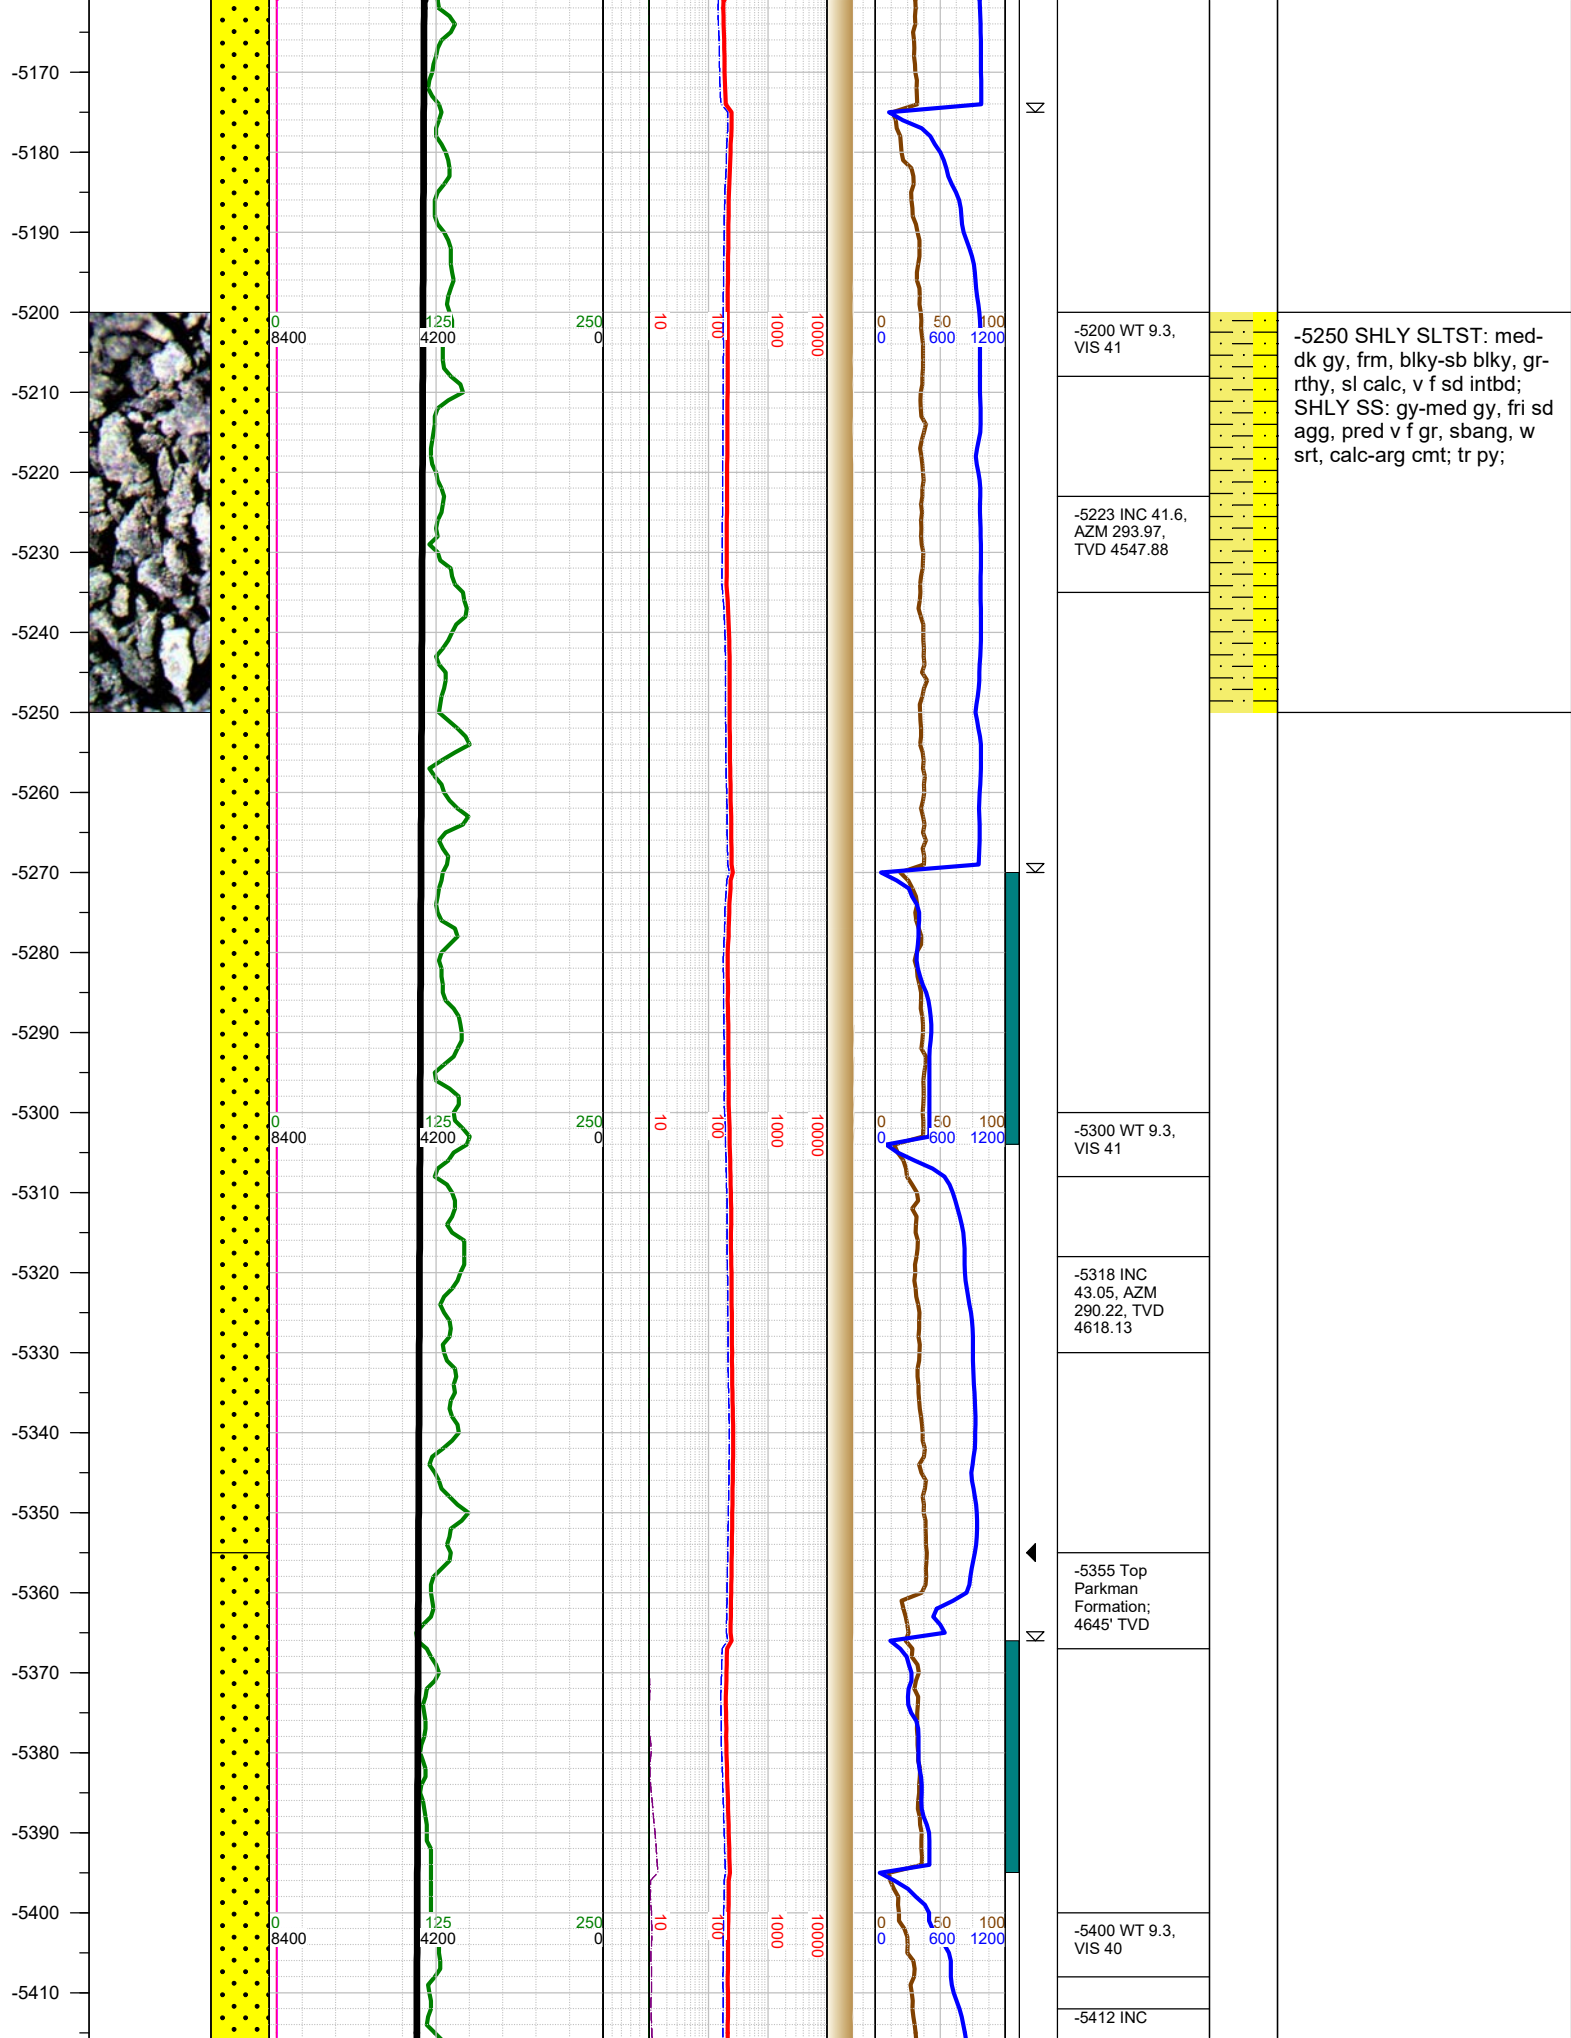 -5170
-5180
-5190
-5200
0 125 250
8400 4200 0
10 100 1000 10000
0 50 100
0 600 1200
-5200 WT 9.3,
VIS 41
-5250 SHLY SLTST: med-
dk gy, frm, blky-sb blky, gr-
rthy, sl calc, v f sd intbd;
SHLY SS: gy-med gy, fri sd
agg, pred v f gr, sbang, w
srt, calc-arg cmt; tr py;
-5210
-5220
-5223 INC 41.6,
AZM 293.97,
TVD 4547.88
-5230
-5240
-5250
-5260
-5270
-5280
-5290
-5300
0 125 250
8400 4200 0
10 100 1000 10000
0 50 100
0 600 1200
-5300 WT 9.3,
VIS 41
-5310
-5318 INC
43.05, AZM
290.22, TVD
4618.13
-5320
-5330
-5340
-5350
-5355 Top
Parkman
Formation;
4645' TVD
-5360
-5370
-5380
-5390
-5400
0 125 250
8400 4200 0
10 100 1000 10000
0 50 100
0 600 1200
-5400 WT 9.3,
VIS 40
-5410
-5412 INC